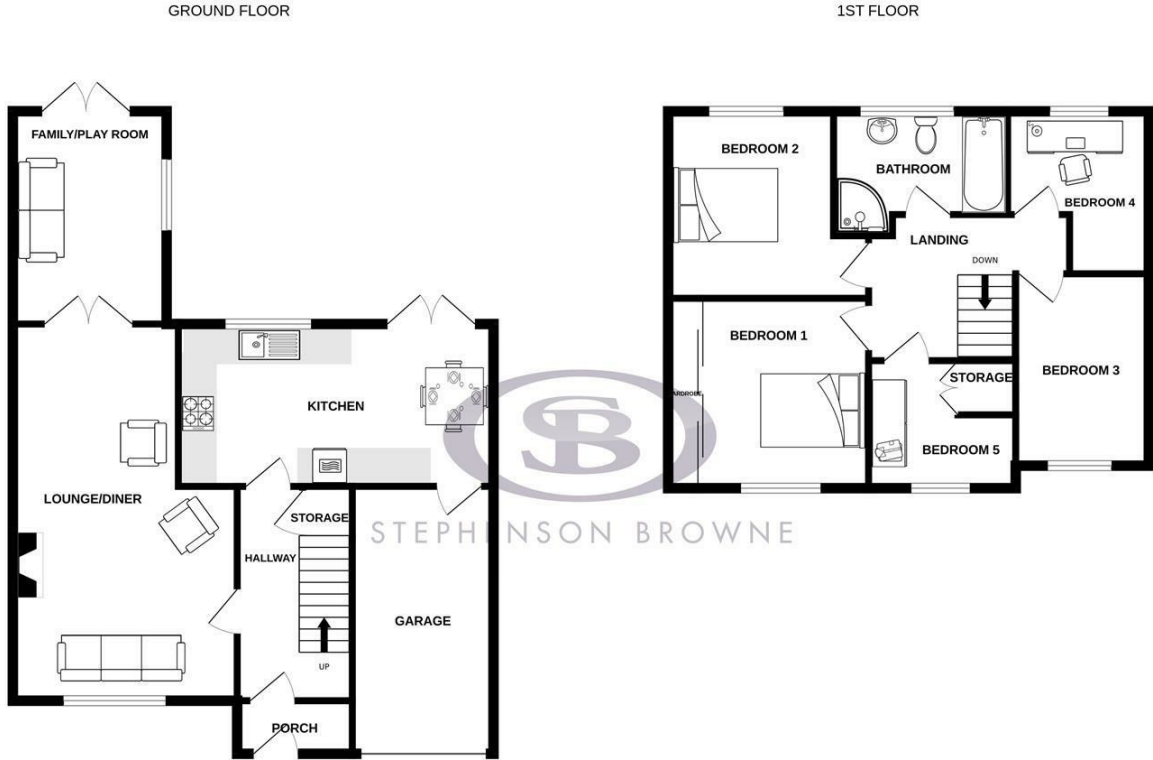 GROUND FLOOR
1ST FLOOR
FAMILY/PLAY ROOM
KITCHEN
LOUNGE/DINER
STORAGE
HALLWAY
GARAGE
UP
PORCH
BEDROOM 2
BATHROOM
BEDROOM 4
LANDING
DOWN
BEDROOM 1
BEDROOM 3
STORAGE
BEDROOM 5
SB
STEPHENSON BROWNE